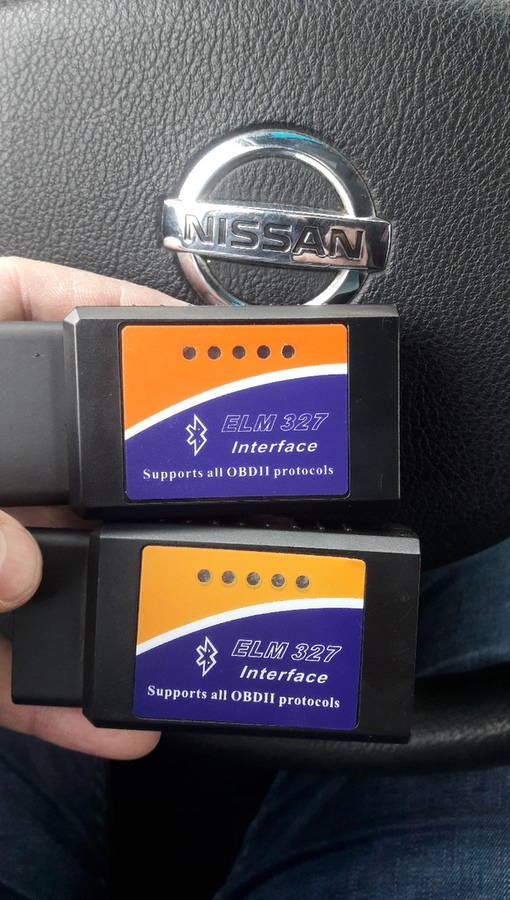 NISSAN
ELM 327
Interface
Supports all OBDII protocols
ELM 327
Interface
Supports all OBDII protocols